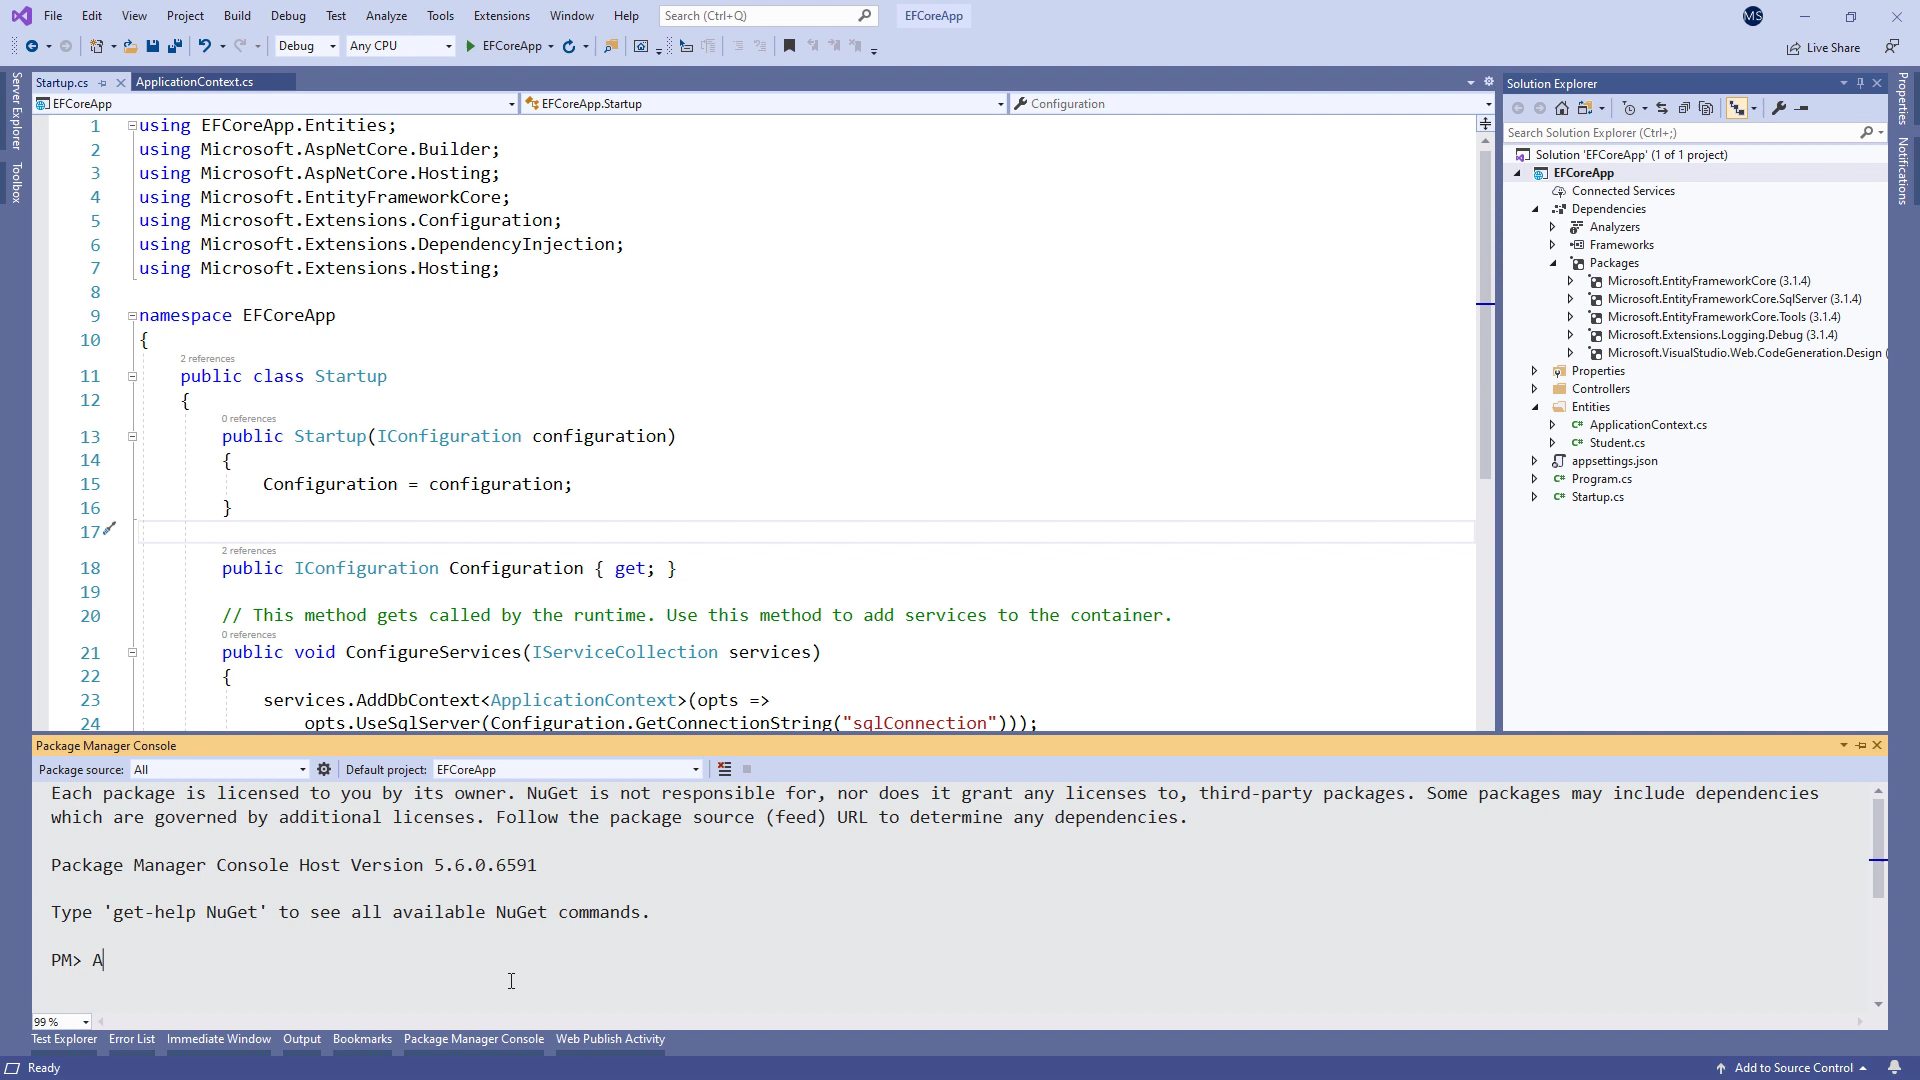 File Edit View Project Build Debug Test Analyze Tools Extensions Window Help Search (Ctrl+Q) EFCoreApp MS
Debug Any CPU EFCoreApp Live Share
Startup.cs ApplicationContext.cs
EFCoreApp EFCoreApp.Startup Configuration
1 using EFCoreApp.Entities;
2 using Microsoft.AspNetCore.Builder;
3 using Microsoft.AspNetCore.Hosting;
4 using Microsoft.EntityFrameworkCore;
5 using Microsoft.Extensions.Configuration;
6 using Microsoft.Extensions.DependencyInjection;
7 using Microsoft.Extensions.Hosting;
8
9 namespace EFCoreApp
10 {
2 references
11 public class Startup
12 {
0 references
13 public Startup(IConfiguration configuration)
14 {
15 Configuration = configuration;
16 }
17
2 references
18 public IConfiguration Configuration { get; }
19
20 // This method gets called by the runtime. Use this method to add services to the container.
0 references
21 public void ConfigureServices(IServiceCollection services)
22 {
23 services.AddDbContext<ApplicationContext>(opts =>
24 opts.UseSqlServer(Configuration.GetConnectionString("sqlConnection")));
Server Explorer
Toolbox
Solution Explorer
Search Solution Explorer (Ctrl+;)
Solution 'EFCoreApp' (1 of 1 project)
EFCoreApp
Connected Services
Dependencies
Analyzers
Frameworks
Packages
Microsoft.EntityFrameworkCore (3.1.4)
Microsoft.EntityFrameworkCore.SqlServer (3.1.4)
Microsoft.EntityFrameworkCore.Tools (3.1.4)
Microsoft.Extensions.Logging.Debug (3.1.4)
Microsoft.VisualStudio.Web.CodeGeneration.Design (
Properties
Controllers
Entities
ApplicationContext.cs
Student.cs
appsettings.json
Program.cs
Startup.cs
Properties
Notifications
Package Manager Console
Package source: All Default project: EFCoreApp
Each package is licensed to you by its owner. NuGet is not responsible for, nor does it grant any licenses to, third-party packages. Some packages may include dependencies
which are governed by additional licenses. Follow the package source (feed) URL to determine any dependencies.
Package Manager Console Host Version 5.6.0.6591
Type 'get-help NuGet' to see all available NuGet commands.
PM> A
99 %
Test Explorer Error List Immediate Window Output Bookmarks Package Manager Console Web Publish Activity
Ready Add to Source Control